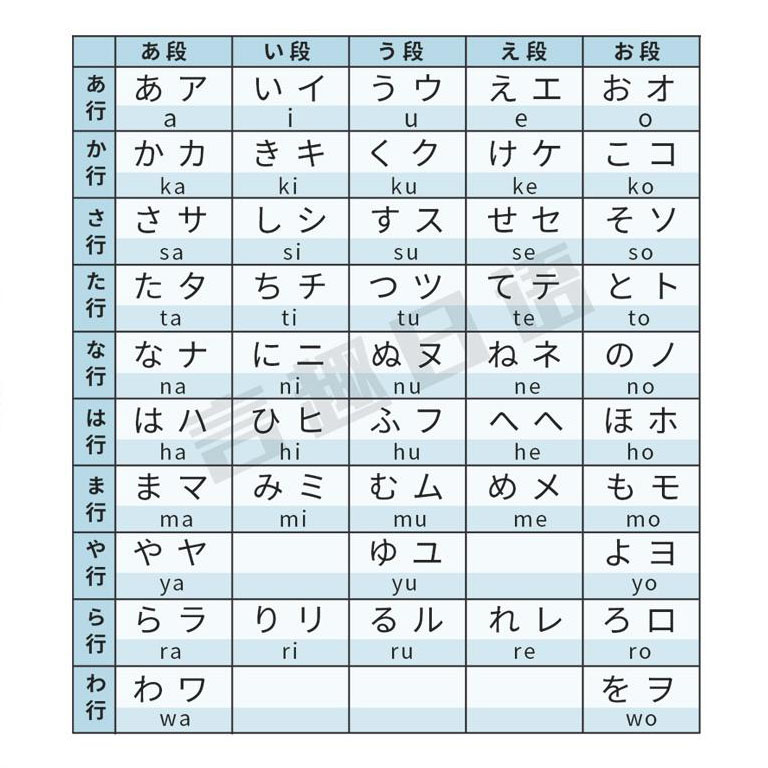 あ段 い段 う段 え段 お段
あ行 あア いイ うウ えエ おオ
a i u e o
か行 かカ きキ くク けケ こコ
ka ki ku ke ko
さ行 さサ しシ すス せセ そソ
sa si su se so
た行 たタ ちチ つツ てテ とト
ta ti tu te to
な行 なナ にニ ぬヌ ねネ のノ
na ni nu ne no
は行 はハ ひヒ ふフ へヘ ほホ
ha hi hu he ho
ま行 まマ みミ むム めメ もモ
ma mi mu me mo
や行 やヤ ゆユ よヨ
ya yu yo
ら行 らラ りリ るル れレ ろロ
ra ri ru re ro
わ行 わワ をヲ
wa wo
言趣日语